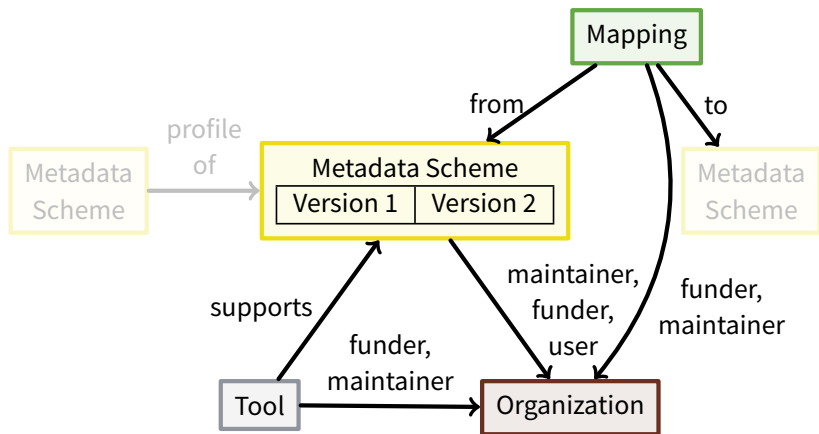 Mapping
from
to
profile
of
Metadata
Scheme
Metadata Scheme
Version 1 Version 2
Metadata
Scheme
supports
maintainer,
funder,
user
funder,
maintainer
funder,
maintainer
Tool
Organization